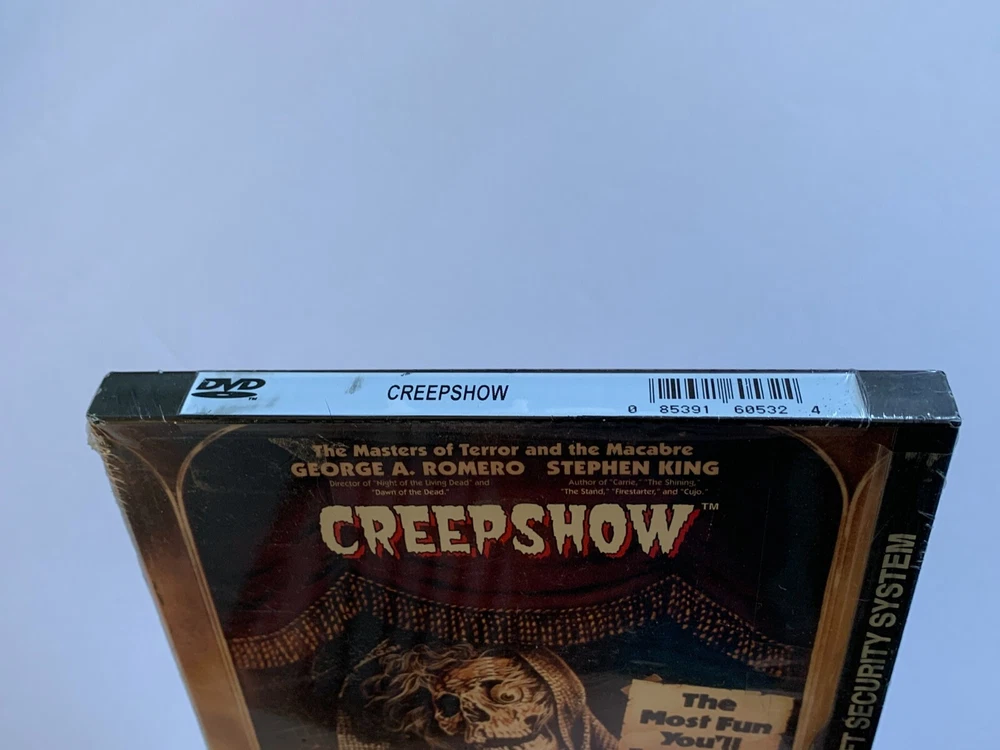 DVD
CREEPSHOW
0 85391 60532 4
The Masters of Terror and the Macabre
GEORGE A. ROMERO STEPHEN KING
Director of "Night of the Living Dead" and
"Dawn of the Dead."
Author of "Carrie," "The Shining,"
"The Stand," "Firestarter," and "Cujo."
CREEPSHOW™
The
Most Fun
You'll
SECURITY SYSTEM